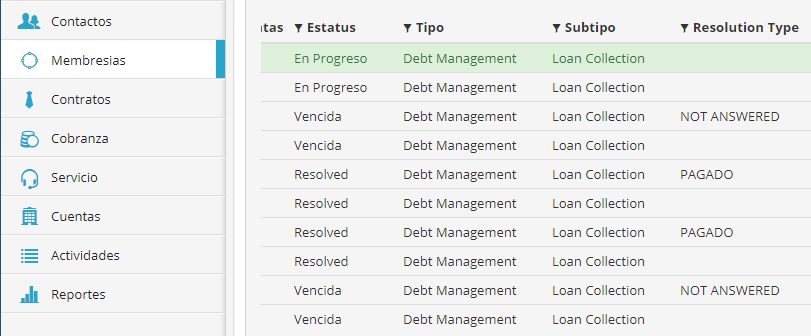 Contactos
Membresias
Contratos
Cobranza
Servicio
Cuentas
Actividades
Reportes
ntas Estatus Tipo Subtipo Resolution Type
En Progreso Debt Management Loan Collection
En Progreso Debt Management Loan Collection
Vencida Debt Management Loan Collection NOT ANSWERED
Vencida Debt Management Loan Collection
Resolved Debt Management Loan Collection PAGADO
Resolved Debt Management Loan Collection
Resolved Debt Management Loan Collection PAGADO
Resolved Debt Management Loan Collection
Vencida Debt Management Loan Collection NOT ANSWERED
Vencida Debt Management Loan Collection